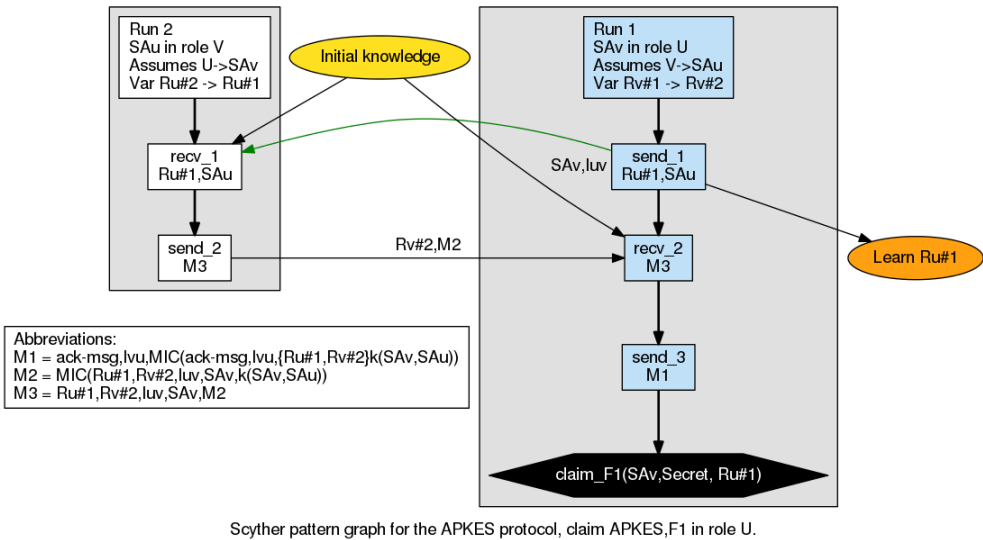 Run 2
SAu in role V
Assumes U->SAv
Var Ru#2 -> Ru#1
Initial knowledge
Run 1
SAv in role U
Assumes V->SAu
Var Rv#1 -> Rv#2
recv_1
Ru#1,SAu
SAv,Iuv
send_1
Ru#1,SAu
send_2
M3
Rv#2,M2
recv_2
M3
Learn Ru#1
Abbreviations:
M1 = ack-msg,Ivu,MIC(ack-msg,Ivu,{Ru#1,Rv#2}k(SAv,SAu))
M2 = MIC(Ru#1,Rv#2,Iuv,SAv,k(SAv,SAu))
M3 = Ru#1,Rv#2,Iuv,SAv,M2
send_3
M1
claim_F1(SAv,Secret, Ru#1)
Scyther pattern graph for the APKES protocol, claim APKES,F1 in role U.